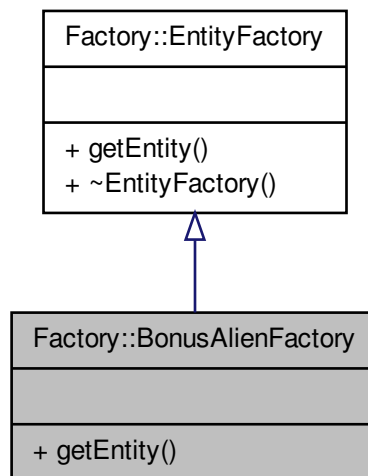 Factory::EntityFactory
+ getEntity()
+ ~EntityFactory()
Factory::BonusAlienFactory
+ getEntity()